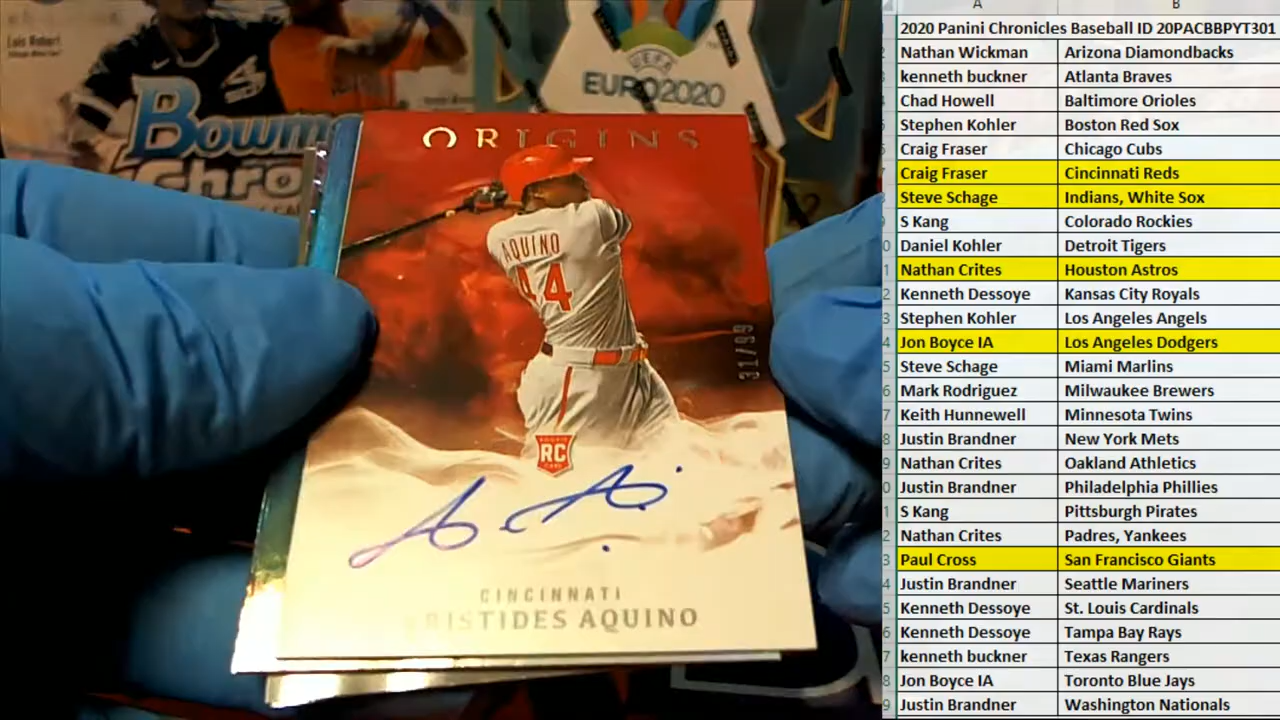 Luis Robert
Bowm
Chro
UEFA
EURO2020
ORIGINS
AQUINO
44
31/99
RC
CINCINNATI
RISTIDES AQUINO
A B
2020 Panini Chronicles Baseball ID 20PACBBPYT301
Nathan Wickman Arizona Diamondbacks
kenneth buckner Atlanta Braves
Chad Howell Baltimore Orioles
Stephen Kohler Boston Red Sox
Craig Fraser Chicago Cubs
Craig Fraser Cincinnati Reds
Steve Schage Indians, White Sox
S Kang Colorado Rockies
Daniel Kohler Detroit Tigers
Nathan Crites Houston Astros
Kenneth Dessoye Kansas City Royals
Stephen Kohler Los Angeles Angels
Jon Boyce IA Los Angeles Dodgers
Steve Schage Miami Marlins
Mark Rodriguez Milwaukee Brewers
Keith Hunnewell Minnesota Twins
Justin Brandner New York Mets
Nathan Crites Oakland Athletics
Justin Brandner Philadelphia Phillies
S Kang Pittsburgh Pirates
Nathan Crites Padres, Yankees
Paul Cross San Francisco Giants
Justin Brandner Seattle Mariners
Kenneth Dessoye St. Louis Cardinals
Kenneth Dessoye Tampa Bay Rays
kenneth buckner Texas Rangers
Jon Boyce IA Toronto Blue Jays
Justin Brandner Washington Nationals